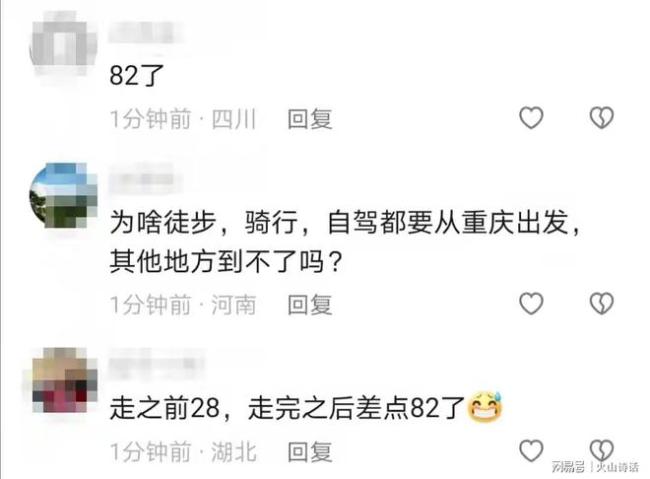 82了
1分钟前·四川 回复
为啥徒步，骑行，自驾都要从重庆出发，
其他地方到不了吗？
1分钟前·河南 回复
走之前28，走完之后差点82了
1分钟前·湖北 回复
网易号|火山诗话